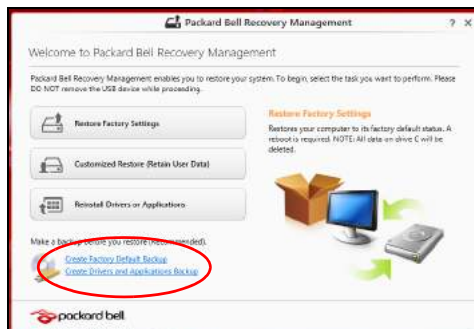 Packard Bell Recovery Management
? X
Welcome to Packard Bell Recovery Management
Packard Bell Recovery Management enables you to restore your system. To begin, select the task you want to perform. Please
DO NOT remove the USB device while proceeding.
Restore Factory Settings
Restore Factory Settings
Restores your computer to its factory default status. A
reboot is required. NOTE: All data on drive C will be
deleted.
Customized Restore (Retain User Data)
Reinstall Drivers or Applications
Make a backup before you restore (Recommended).
Create Factory Default Backup
Create Drivers and Applications Backup
packard bell